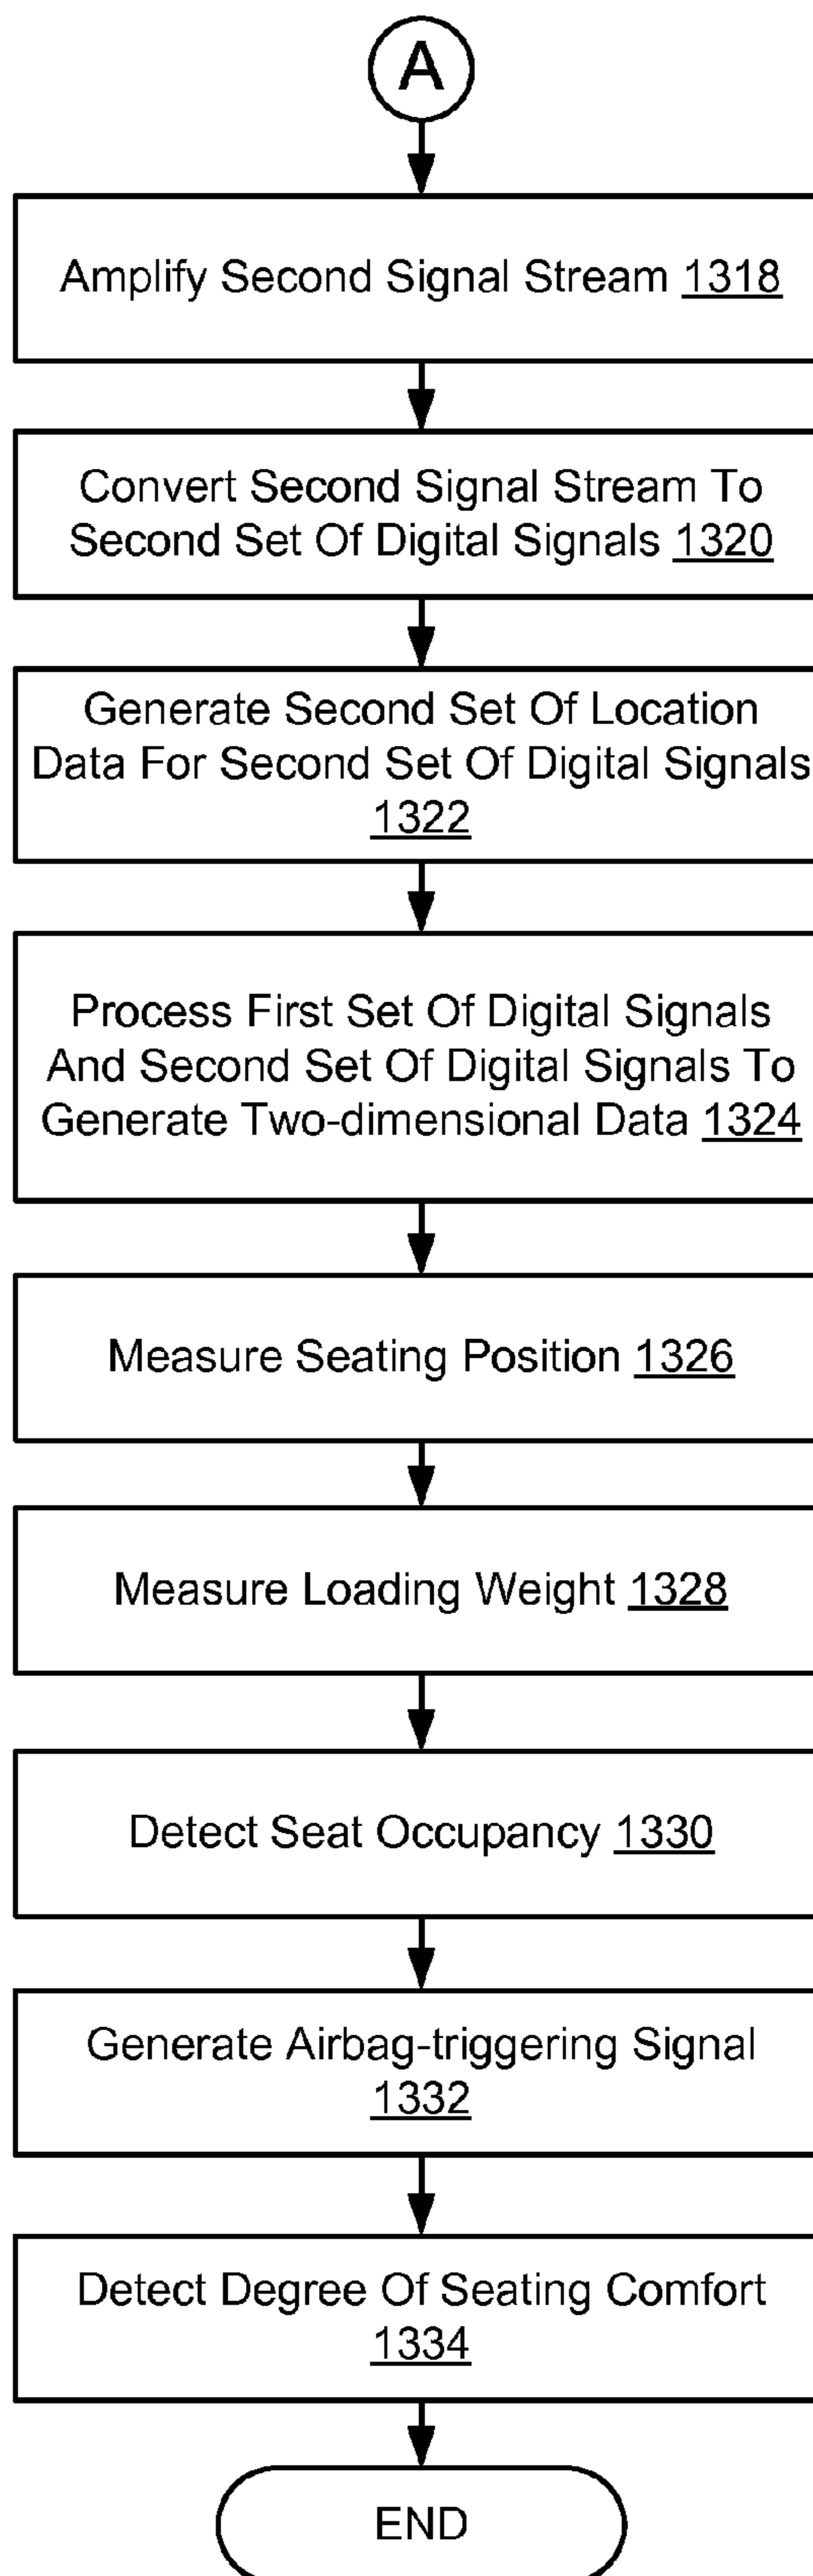 A
Amplify Second Signal Stream 1318
Convert Second Signal Stream To
Second Set Of Digital Signals 1320
Generate Second Set Of Location
Data For Second Set Of Digital Signals
1322
Process First Set Of Digital Signals
And Second Set Of Digital Signals To
Generate Two-dimensional Data 1324
Measure Seating Position 1326
Measure Loading Weight 1328
Detect Seat Occupancy 1330
Generate Airbag-triggering Signal
1332
Detect Degree Of Seating Comfort
1334
END